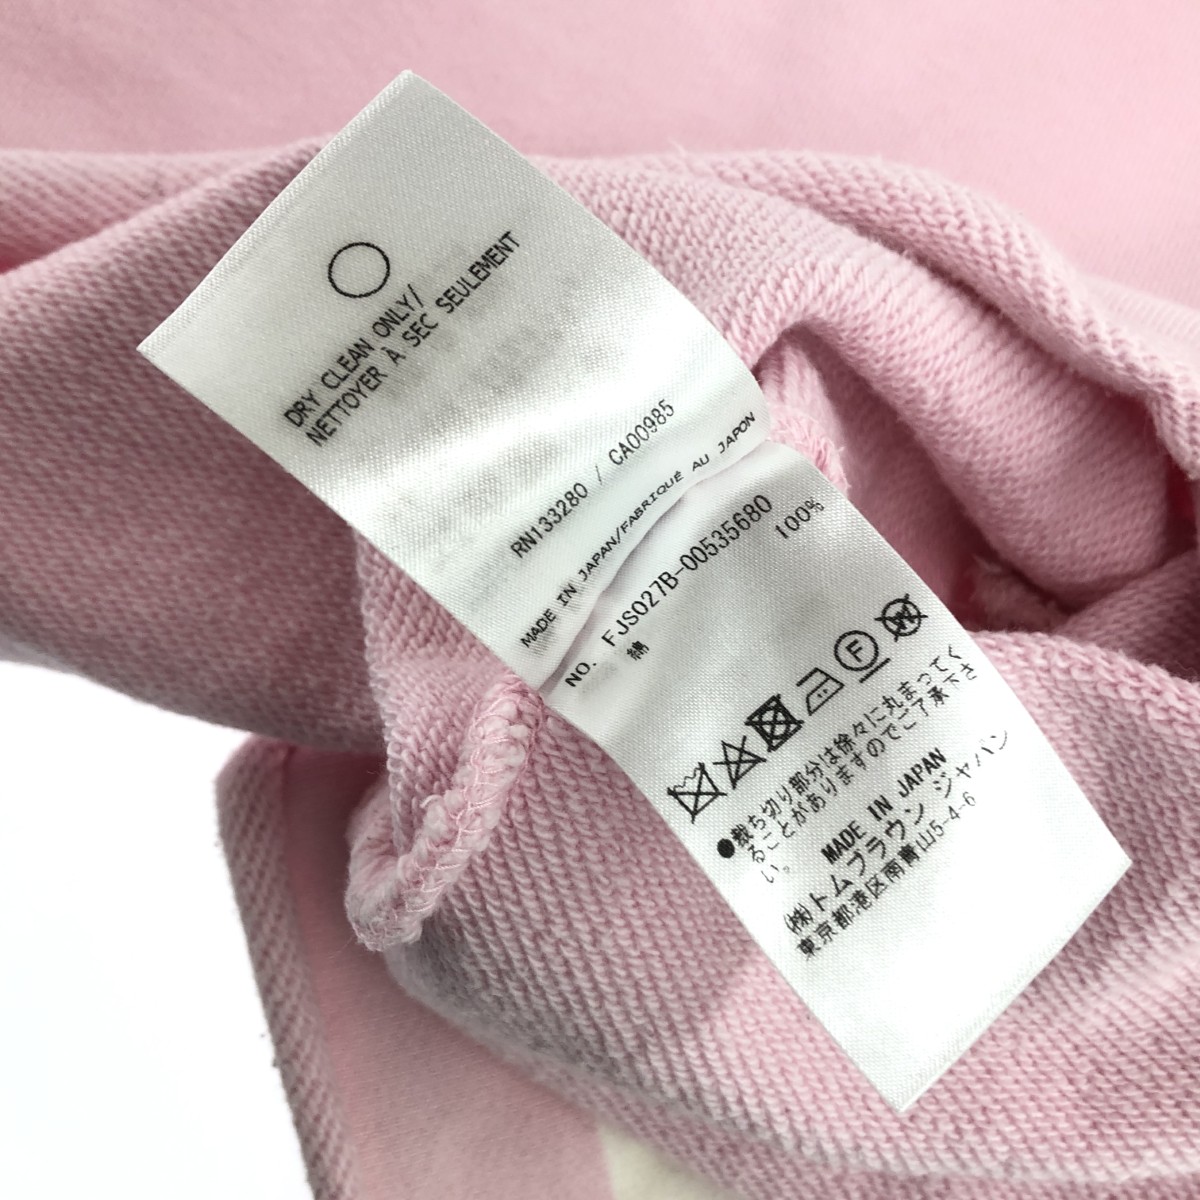 DRY CLEAN ONLY/
NETTOYER À SEC SEULEMENT
RN133280 / CA00985
MADE IN JAPAN/FABRIQUÉ AU JAPON
NO. FJS027B-00535680
綿 100%
F
W
●裁ち切り部分は徐々に丸まってく
ることがありますのでご了承下さ
い。
MADE IN JAPAN
㈱トムブラウン ジャパン
東京都港区南青山5-4-6